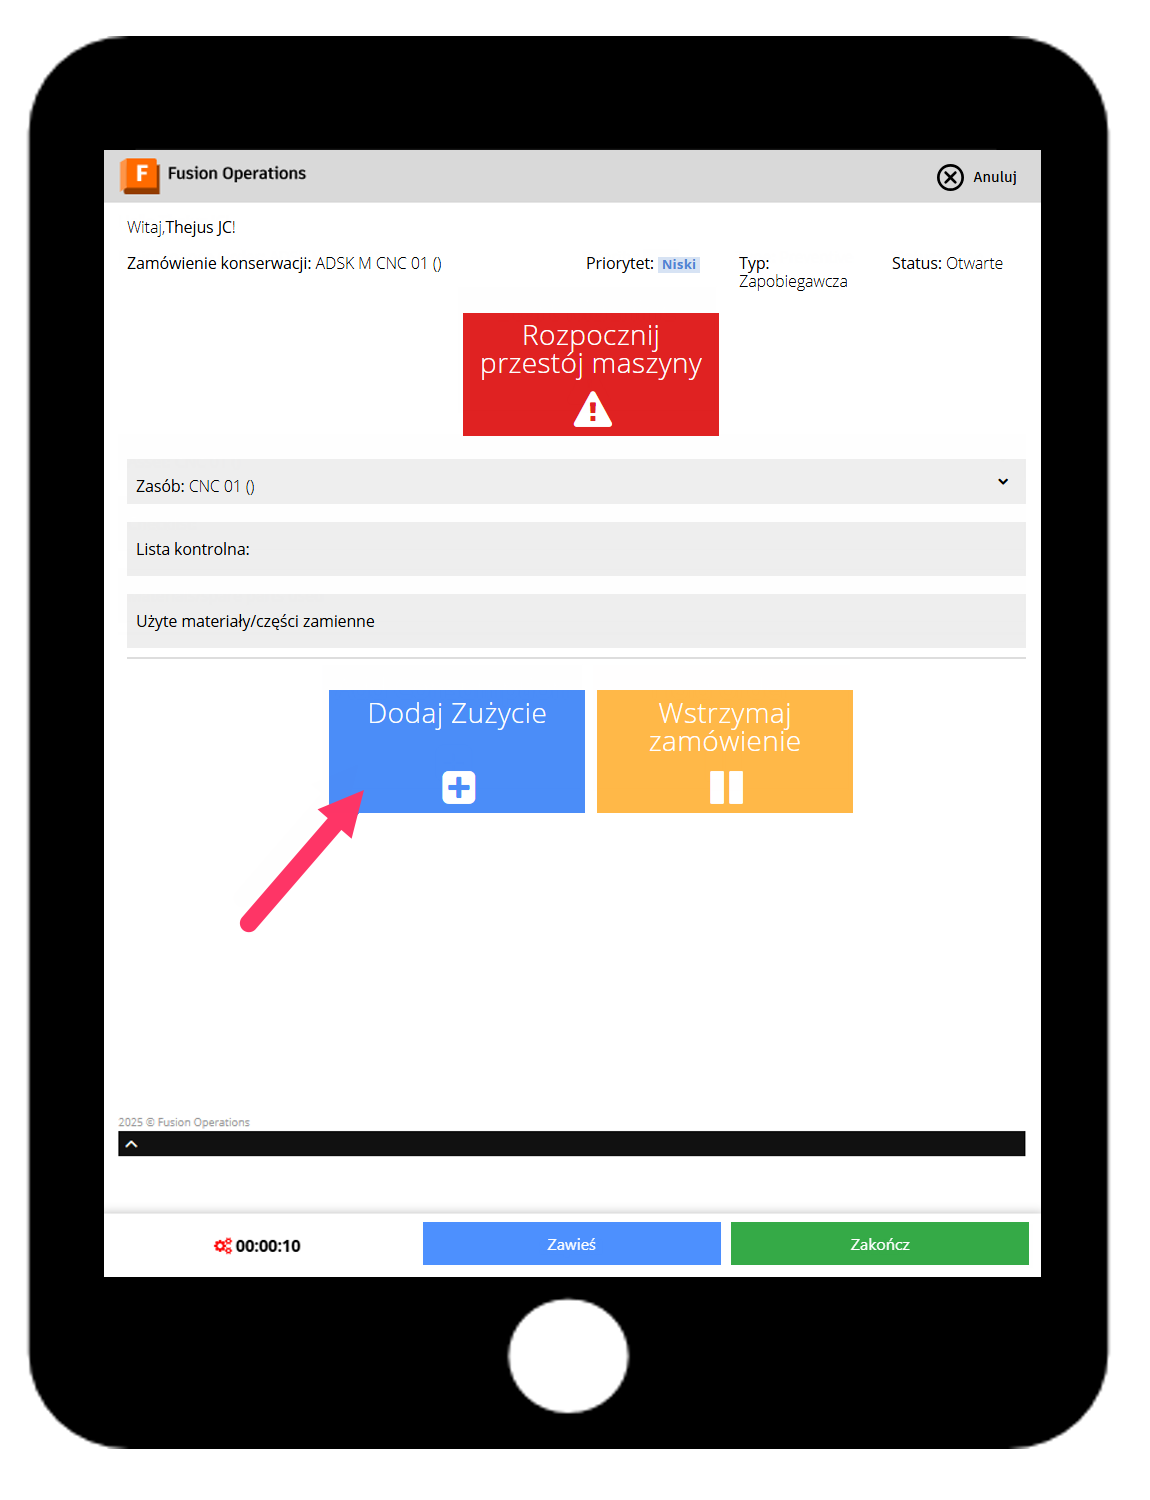 F Fusion Operations
Anuluj
Witaj,Thejus JC!
Zamówienie konserwacji: ADSK M CNC 01 ()
Priorytet: Niski
Typ:
Zapobiegawcza
Status: Otwarte
Rozpocznij
przestój maszyny
Zasób: CNC 01 ()
Lista kontrolna:
Użyte materiały/części zamienne
Dodaj Zużycie
Wstrzymaj
zamówienie
2025 © Fusion Operations
00:00:10
Zawieś
Zakończ